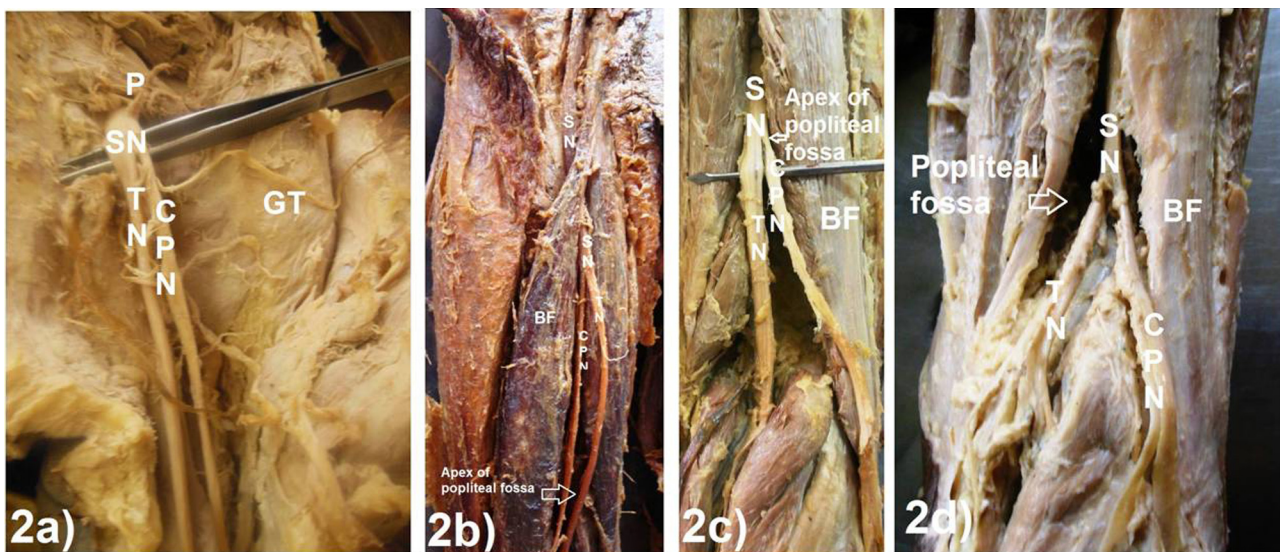 P
SN
T
N
C
P
N
GT
2a)
S
N
S
N
BF
T
N
C
P
N
Apex of
popliteal fossa
2b)
S
N
Apex of
popliteal
fossa
C
P
N
T
N
BF
2c)
S
N
Popliteal
fossa
BF
T
N
C
P
N
2d)